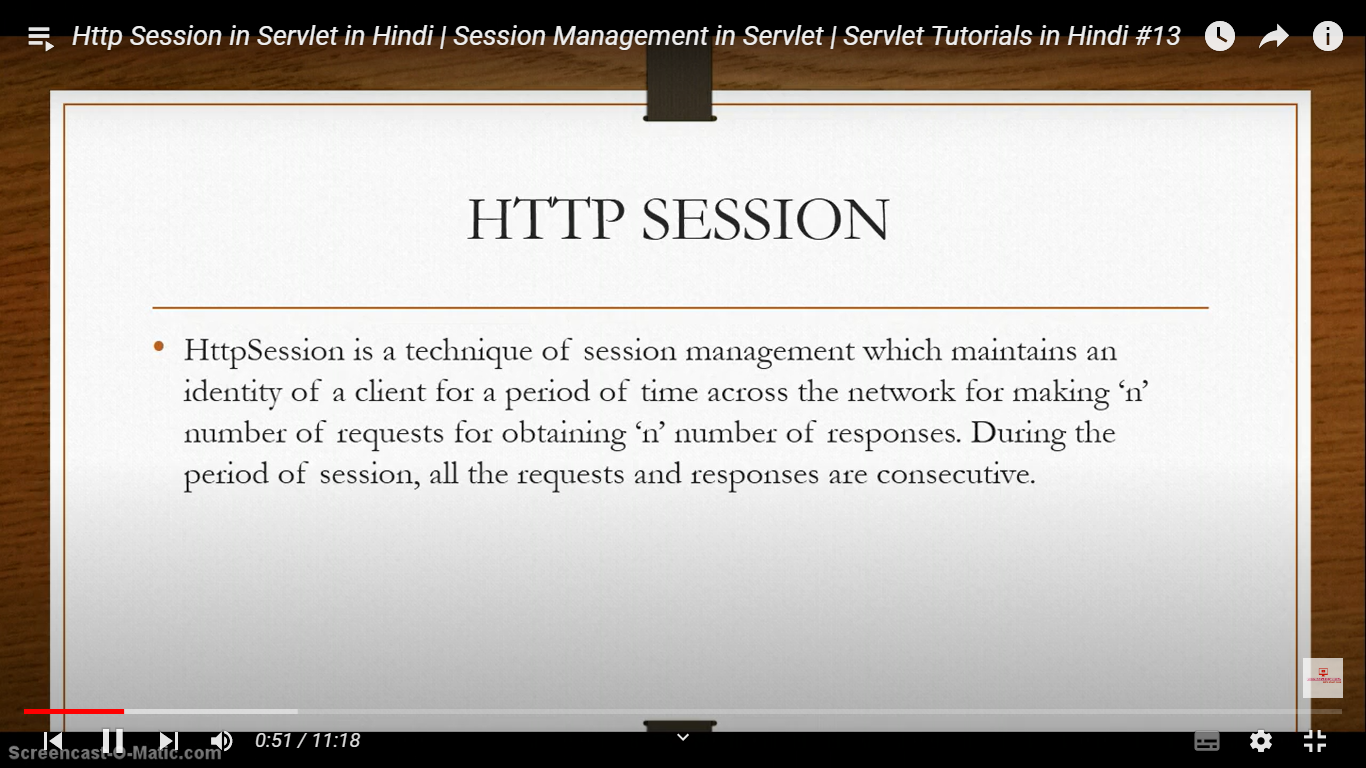 Http Session in Servlet in Hindi | Session Management in Servlet | Servlet Tutorials in Hindi #13
HTTP SESSION
• HttpSession is a technique of session management which maintains an
identity of a client for a period of time across the network for making ‘n’
number of requests for obtaining ‘n’ number of responses. During the
period of session, all the requests and responses are consecutive.
0:51 / 11:18
Screencast-O-Matic.com